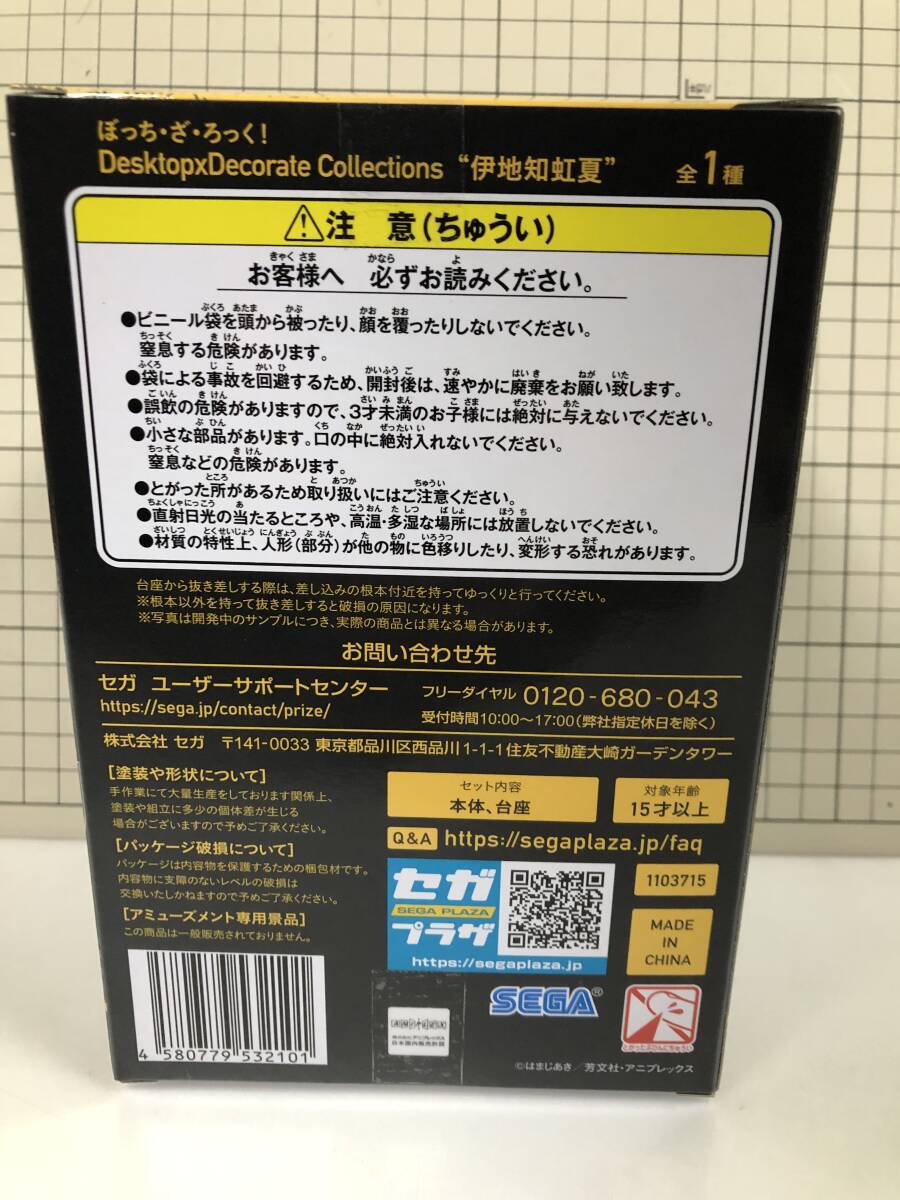 ぼっち・ざ・ろっく!
DesktopxDecorate Collections “伊地知虹夏” 全1種
注 意(ちゅうい)
お客様へ 必ずお読みください。
●ビニール袋を頭から被ったり、顔を覆ったりしないでください。
窒息する危険があります。
●袋による事故を回避するため、開封後は、速やかに廃棄をお願い致します。
●誤飲の危険がありますので、3才未満のお子様には絶対に与えないでください。
●小さな部品があります。口の中に絶対入れないでください。
窒息などの危険があります。
●とがった所があるため取り扱いにはご注意ください。
●直射日光の当たるところや、高温・多湿な場所には放置しないでください。
●材質の特性上、人形(部分)が他の物に色移りしたり、変形する恐れがあります。
台座から抜き差しする際は、差し込みの根本付近を持ってゆっくりと行ってください。
※根本以外を持って抜き差しすると破損の原因になります。
※写真は開発中のサンプルにつき、実際の商品とは異なる場合があります。
お問い合わせ先
セガ ユーザーサポートセンター フリーダイヤル 0120-680-043
https://sega.jp/contact/prize/ 受付時間10:00～17:00(弊社指定休日を除く)
株式会社 セガ 〒141-0033 東京都品川区西品川1-1-1住友不動産大崎ガーデンタワー
[塗装や形状について]
手作業にて大量生産をしております関係上、
塗装や組立に多少の個体差が生じる
場合がございますので予めご了承ください。
[パッケージ破損について]
パッケージは内容物を保護するための梱包材です。
内容物に支障のないレベルの破損は
交換いたしかねますので予めご了承ください。
[アミューズメント専用景品]
この商品は一般販売されておりません。
セット内容
本体、台座
対象年齢
15才以上
Q&A https://segaplaza.jp/faq
セガ
SEGA PLAZA
プラザ
https://segaplaza.jp
1103715
MADE
IN
CHINA
4 580779 532101
株式会社アニプレックス
日本国内販売許諾
SEGA®
とがったぶひんにちゅうい
©はまじあき/芳文社・アニプレックス